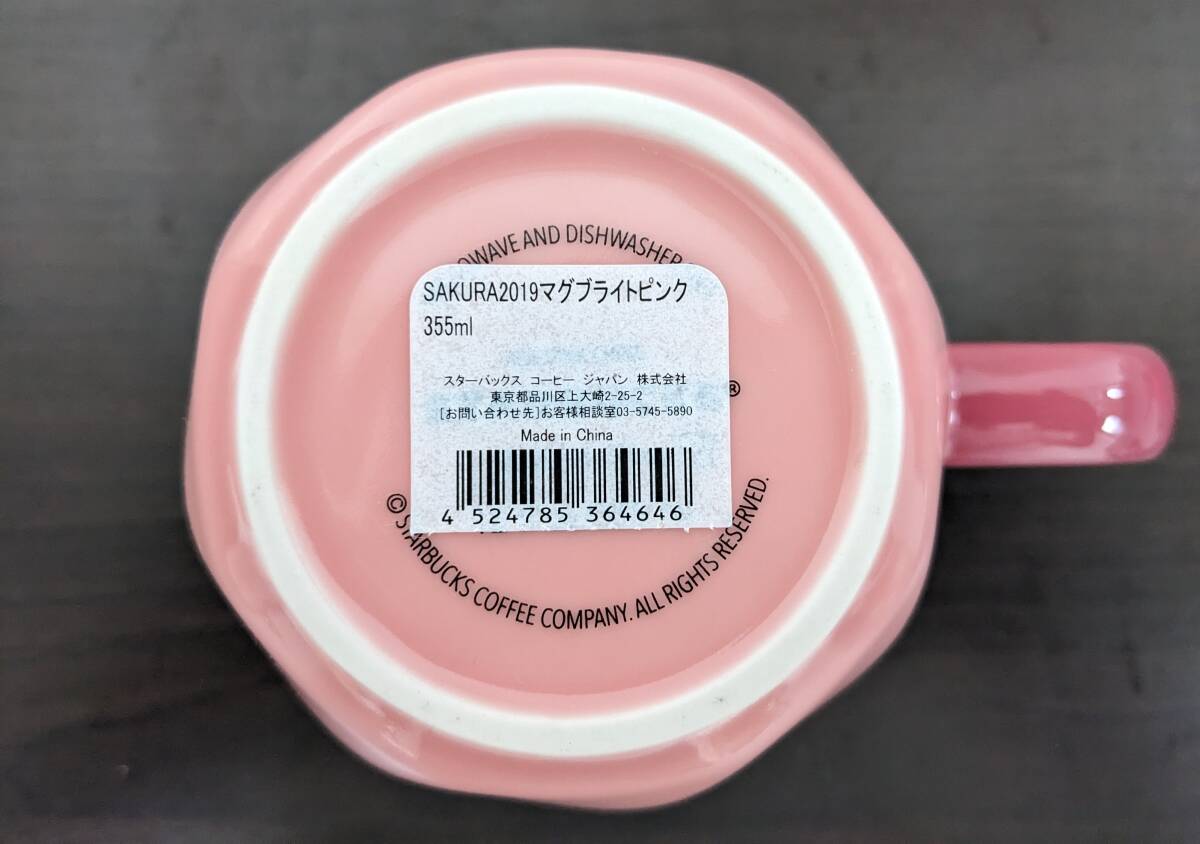 AND DISHWASHER
SAKURA2019マグブライトピンク
355ml
スターバックス コーヒー ジャパン 株式会社
東京都品川区上大崎2-25-2
[お問い合わせ先]お客様相談室03-5745-5890
®
Made in China
4 524785 364646
© STARBUCKS COFFEE COMPANY. ALL RIGHTS RESERVED.